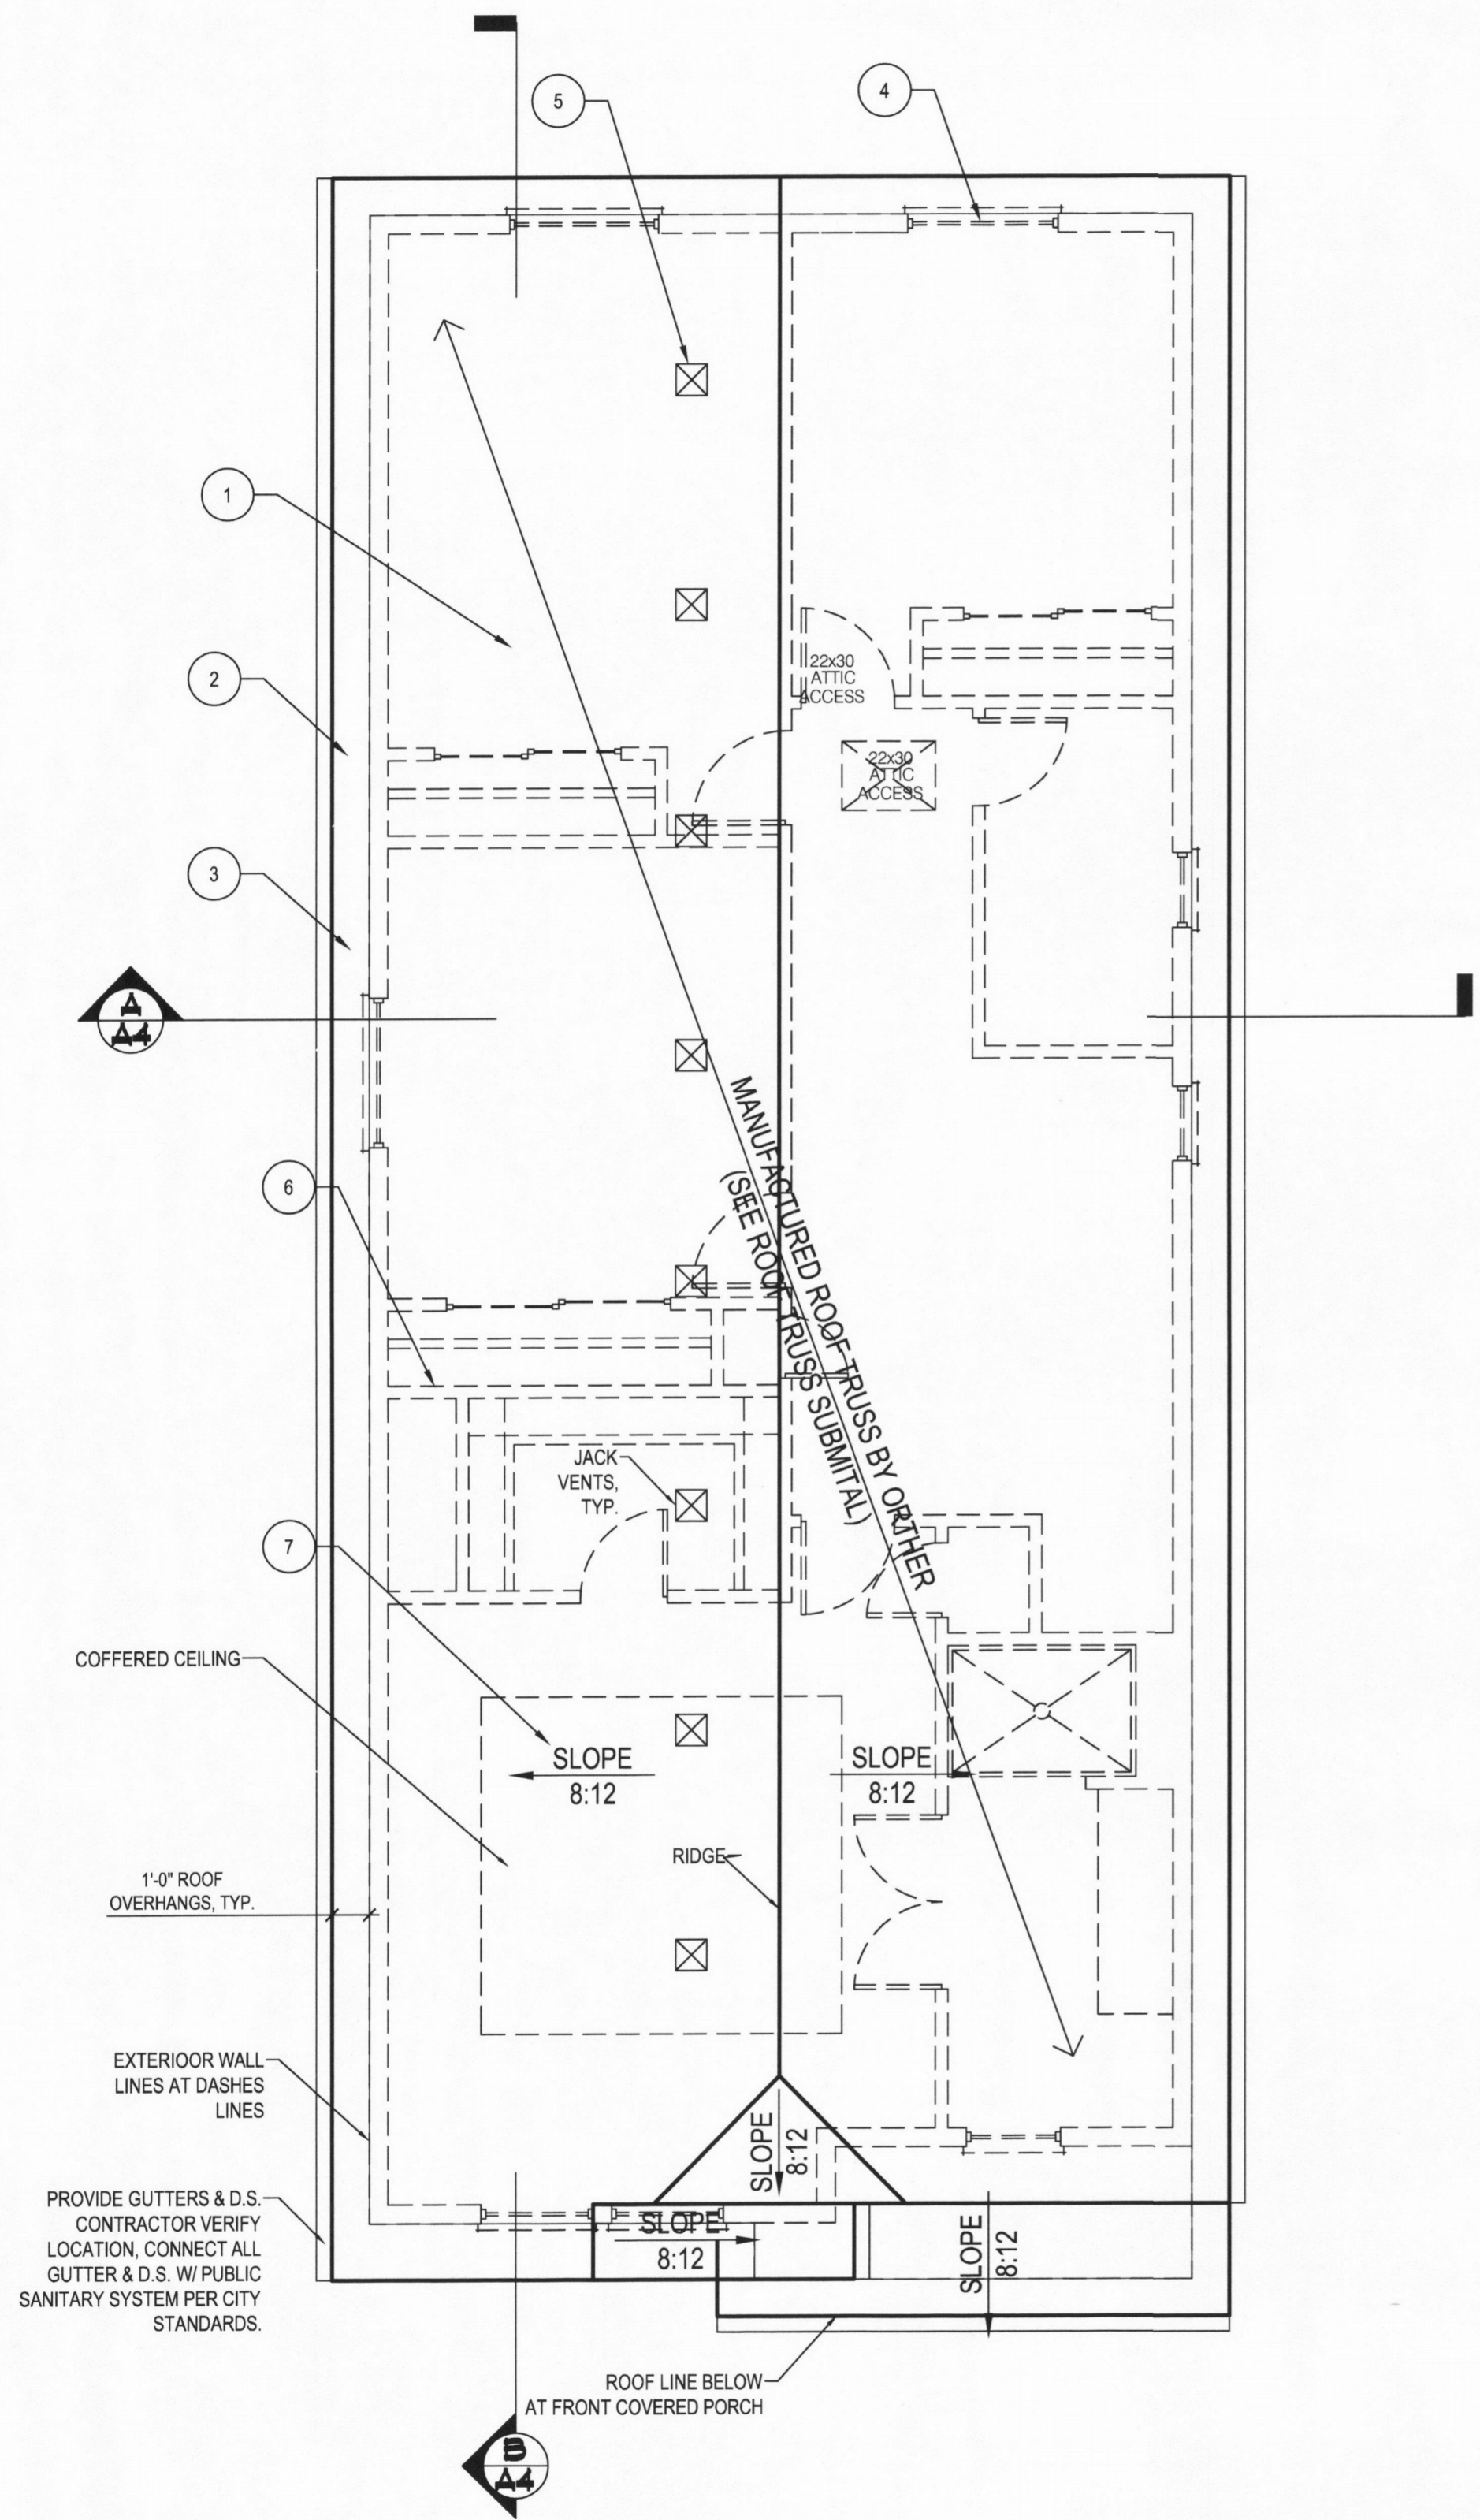 5
4
1
22x30
ATTIC
ACCESS
2
22x30
ATTIC
ACCESS
3
A
A4
MANUFACTURED ROOF TRUSS BY ORTHER
(SEE ROOF TRUSS SUBMITAL)
6
JACK
VENTS,
TYP.
7
COFFERED CEILING
SLOPE
8:12
SLOPE
8:12
RIDGE
1'-0" ROOF
OVERHANGS, TYP.
EXTERIOOR WALL
LINES AT DASHES
LINES
SLOPE
8:12
PROVIDE GUTTERS & D.S.
CONTRACTOR VERIFY
LOCATION, CONNECT ALL
GUTTER & D.S. W/ PUBLIC
SANITARY SYSTEM PER CITY
STANDARDS.
SLOPE
8:12
SLOPE
8:12
ROOF LINE BELOW
AT FRONT COVERED PORCH
B
A4